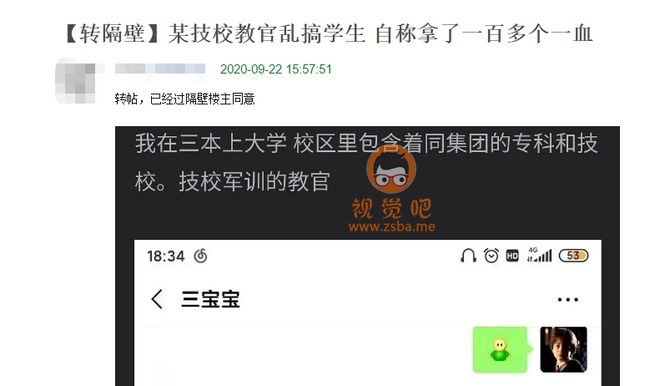 【转隔壁】某技校教官乱搞学生 自称拿了一百多个一血
2020-09-22 15:57:51
转帖，已经过隔壁楼主同意
我在三本上大学 校区里包含着同集团的专科和技
校。技校军训的教官
视觉吧
www.zsba.me
18:34 HD 4G 53
三宝宝